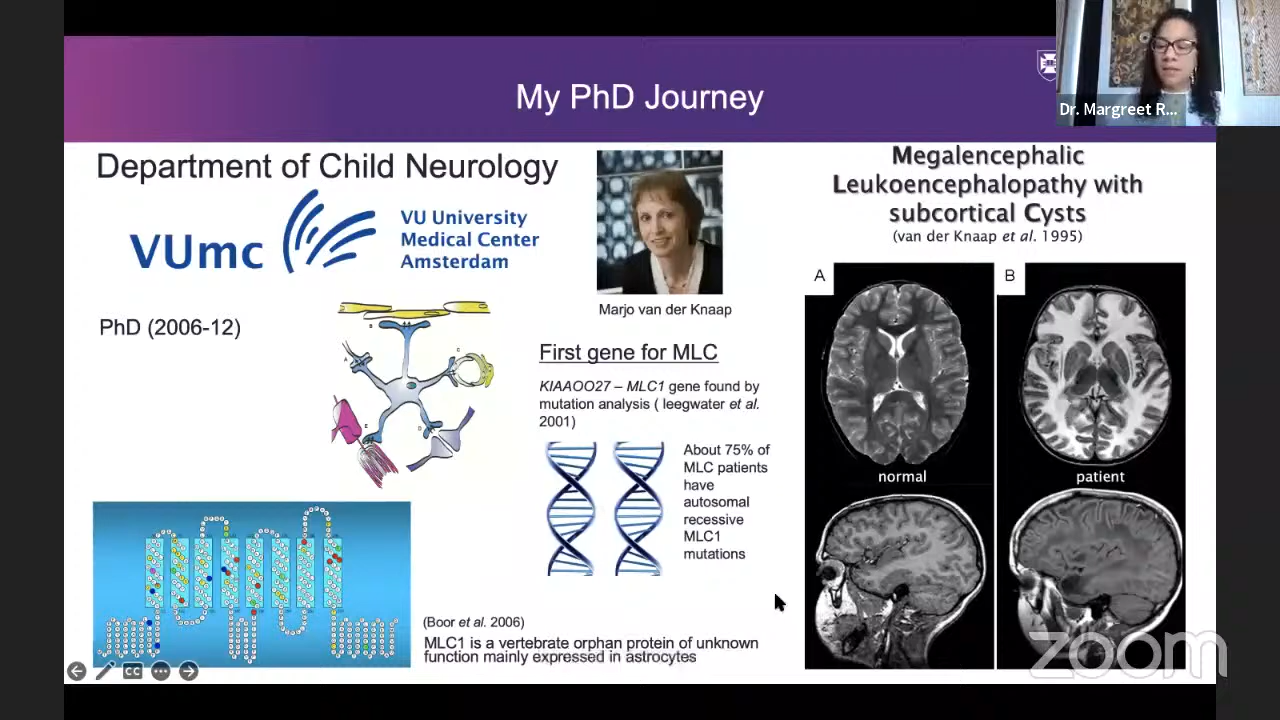 My PhD Journey
Dr. Margreet R...
Department of Child Neurology
VUmc
VU University
Medical Center
Amsterdam
PhD (2006-12)
Marjo van der Knaap
First gene for MLC
KIAAOO27 – MLC1 gene found by
mutation analysis ( leegwater et al.
2001)
About 75% of
MLC patients
have
autosomal
recessive
MLC1
mutations
(Boor et al. 2006)
MLC1 is a vertebrate orphan protein of unknown
function mainly expressed in astrocytes
Megalencephalic
Leukoencephalopathy with
subcortical Cysts
(van der Knaap et al. 1995)
A
B
normal
patient
CC
zoom